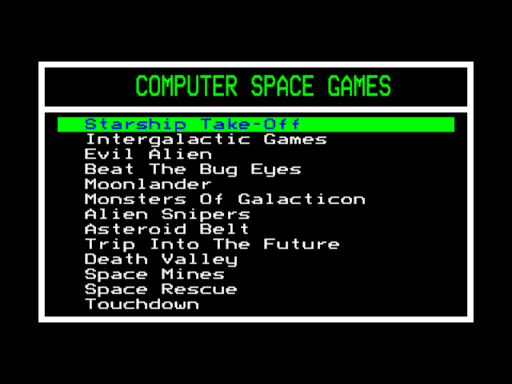 COMPUTER SPACE GAMES
Starship Take-Off
Intergalactic Games
Evil Alien
Beat The Bug Eyes
Moonlander
Monsters Of Galacticon
Alien Snipers
Asteroid Belt
Trip Into The Future
Death Valley
Space Mines
Space Rescue
Touchdown